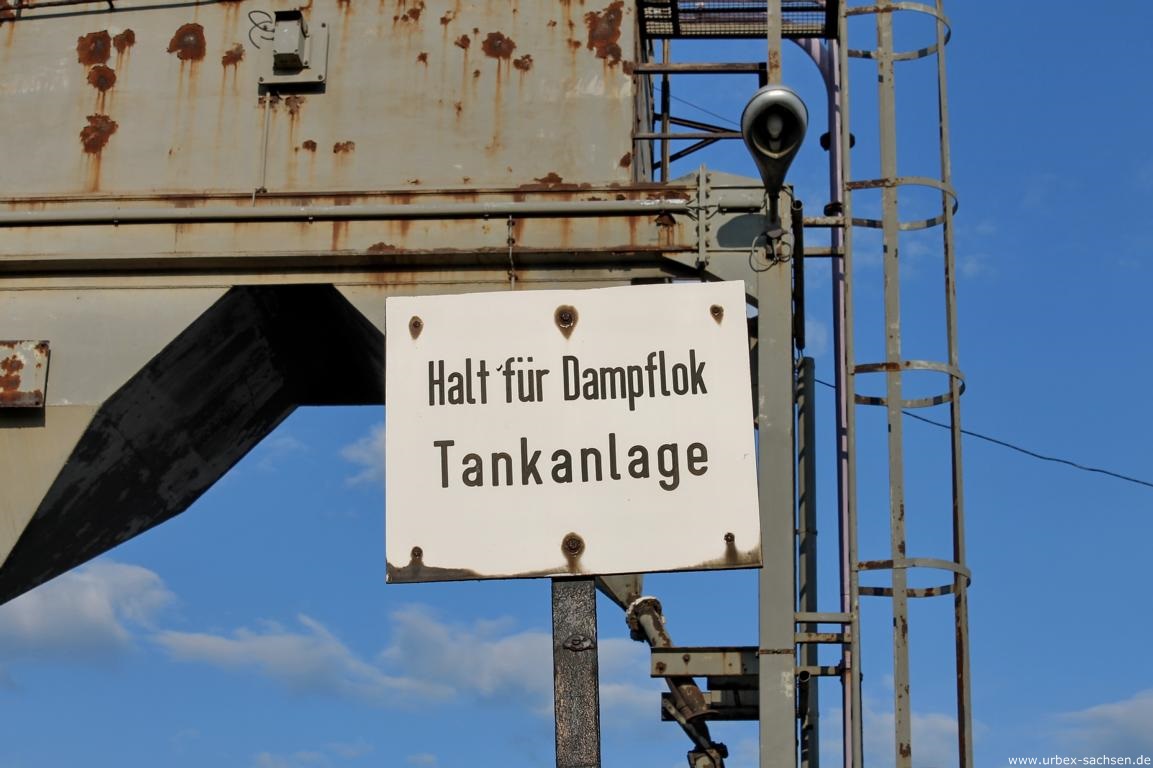 Halt für Dampflok
Tankanlage
www.urbex-sachsen.de